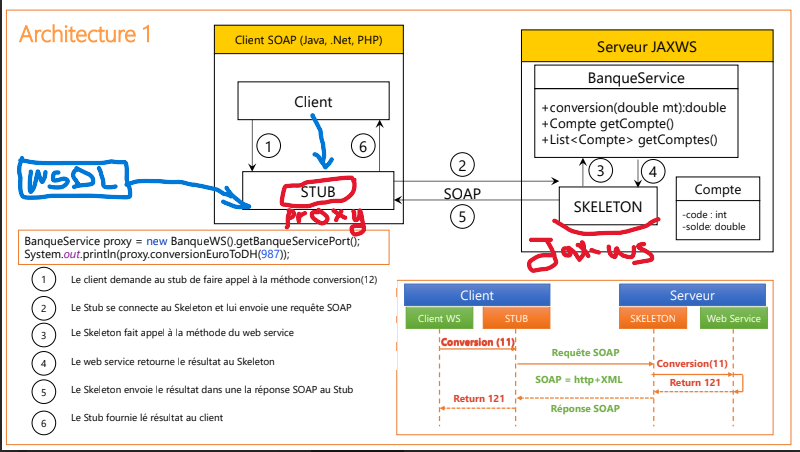 Architecture 1
Client SOAP (Java, .Net, PHP)
Client
1
6
WSDL
STUB
proxy
2
SOAP
5
Serveur JAXWS
BanqueService
+conversion(double mt):double
+Compte getCompte()
+List<Compte> getComptes()
3
4
SKELETON
Jax-ws
Compte
-code : int
-solde: double
BanqueService proxy = new BanqueWS().getBanqueServicePort();
System.out.println(proxy.conversionEuroToDH(987));
1 Le client demande au stub de faire appel à la méthode conversion(12)
2 Le Stub se connecte au Skeleton et lui envoie une requête SOAP
3 Le Skeleton fait appel à la méthode du web service
4 Le web service retourne le résultat au Skeleton
5 Le Skeleton envoie le résultat dans une la réponse SOAP au Stub
6 Le Stub fournie lé résultat au client
Client
Serveur
Client WS
STUB
SKELETON
Web Service
Conversion (11)
Requête SOAP
Conversion(11)
SOAP = http+XML
Return 121
Return 121
Réponse SOAP